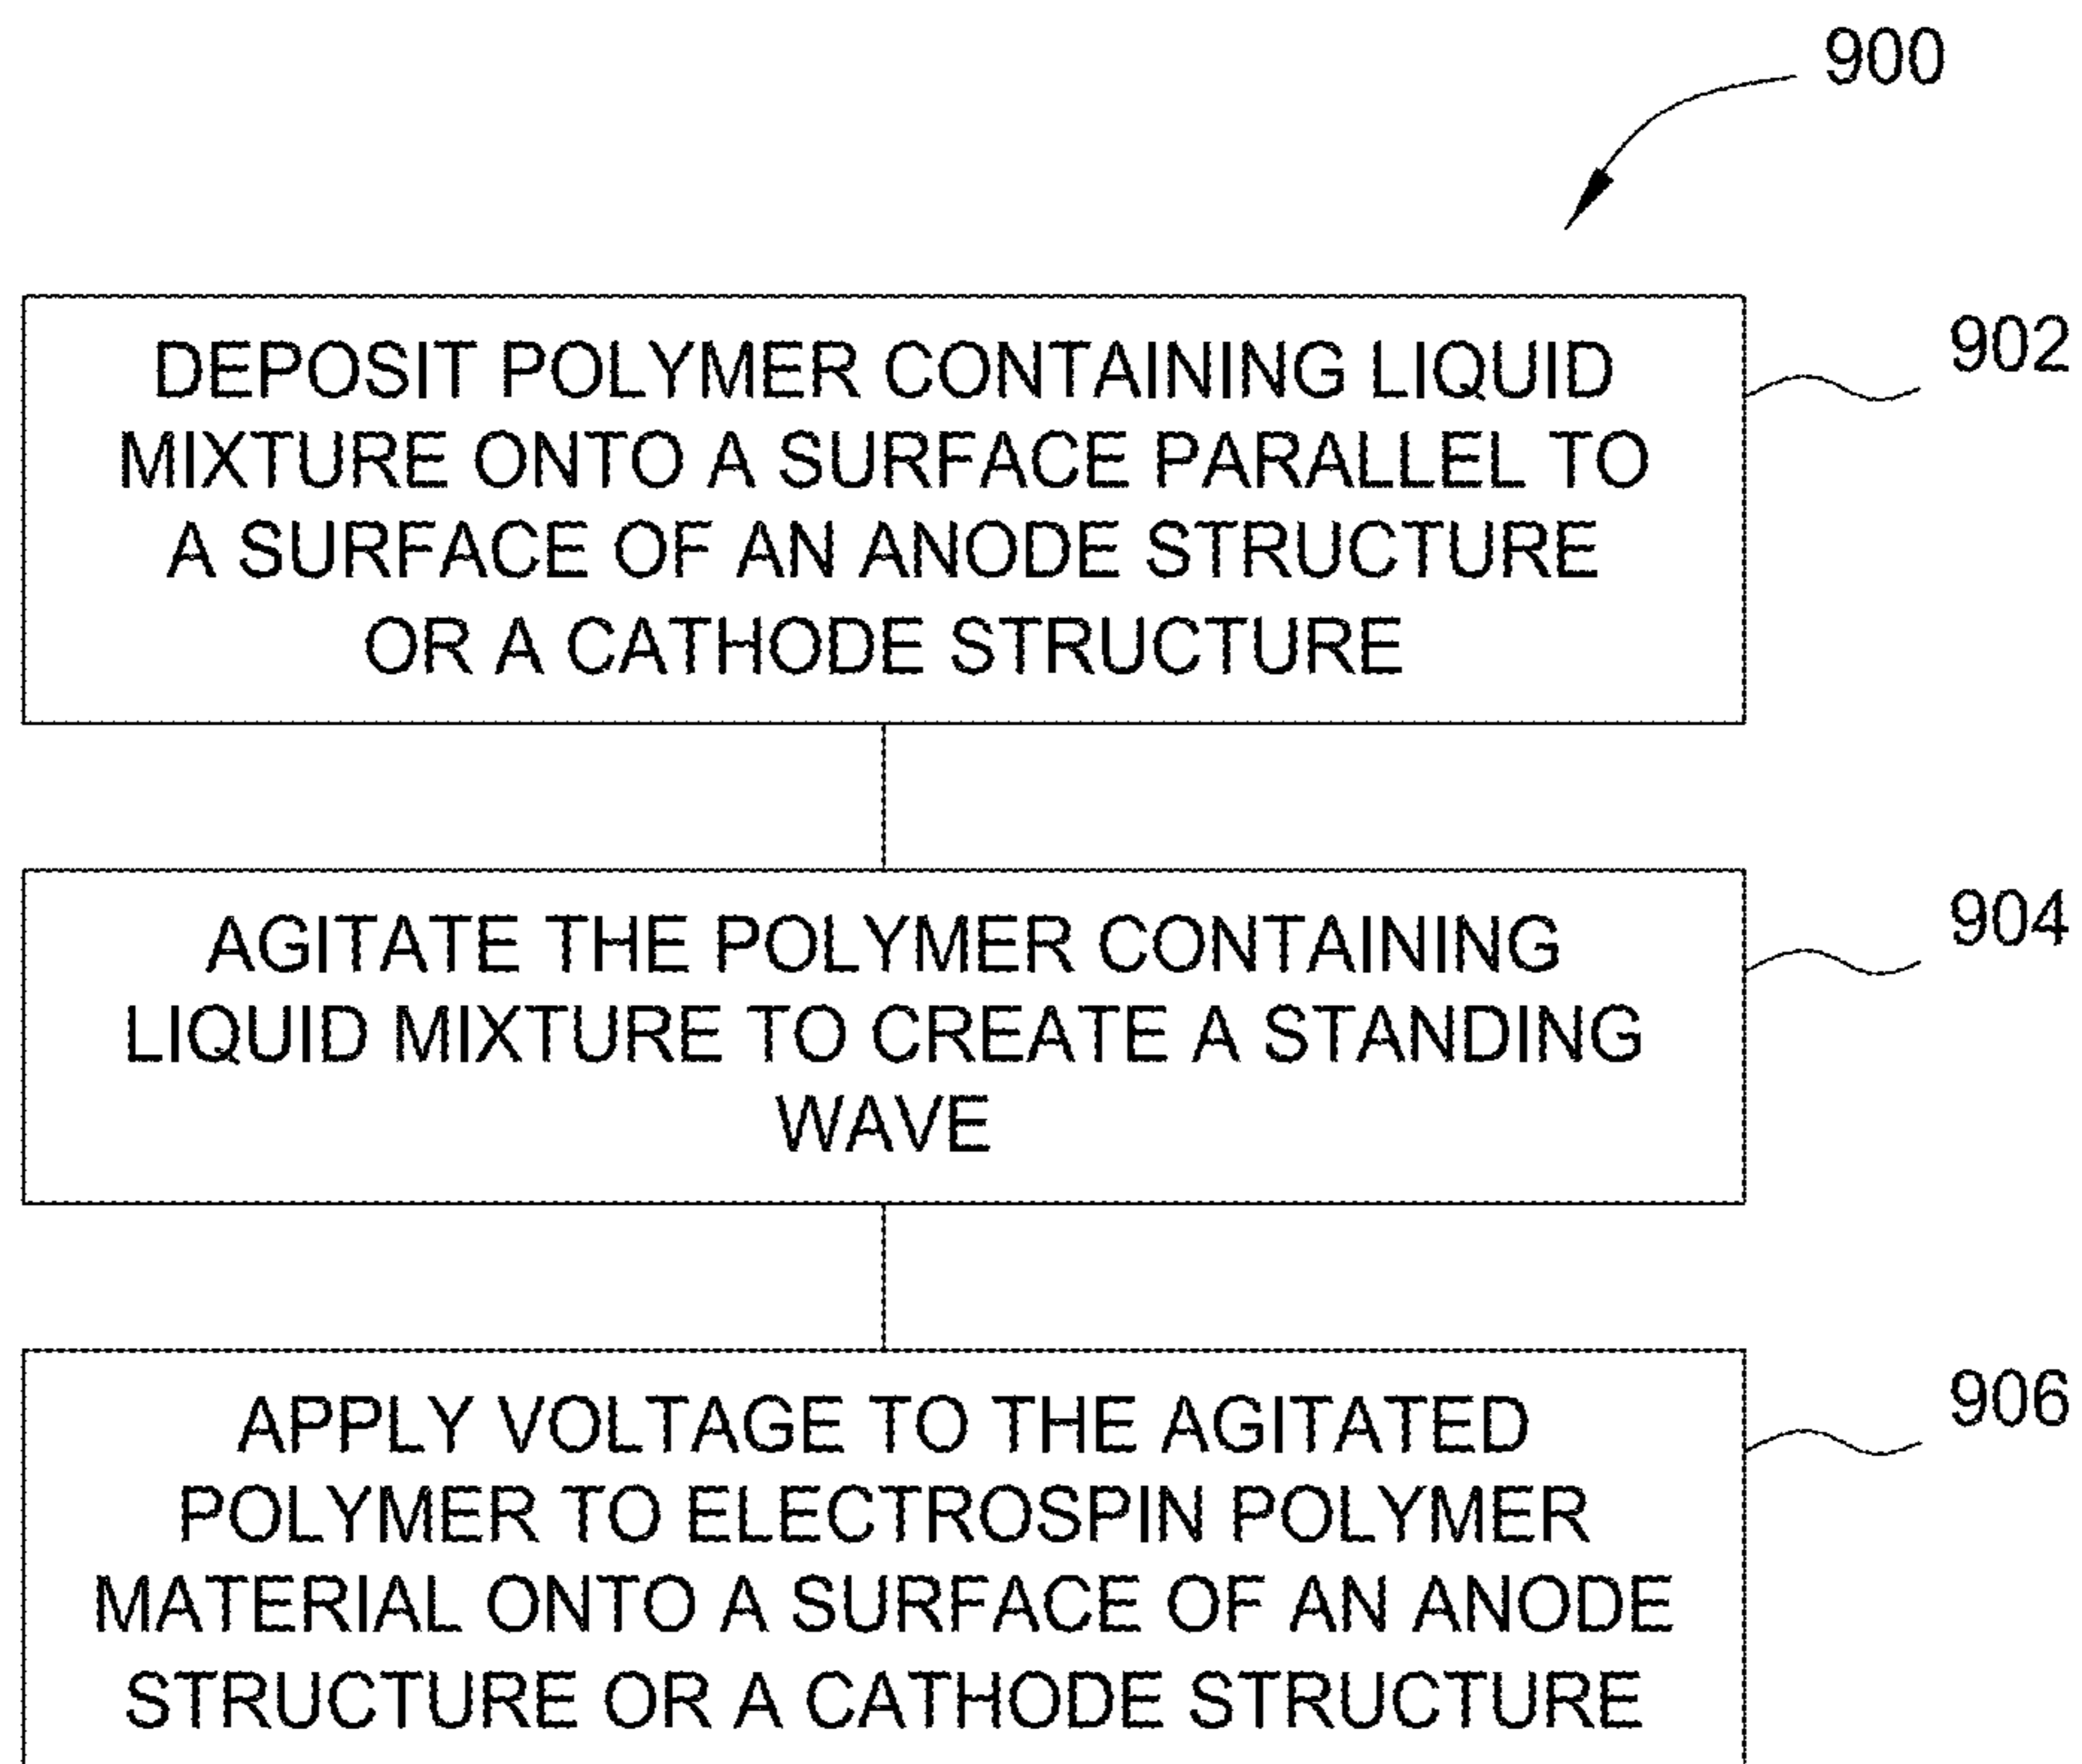 900
DEPOSIT POLYMER CONTAINING LIQUID
MIXTURE ONTO A SURFACE PARALLEL TO
A SURFACE OF AN ANODE STRUCTURE
OR A CATHODE STRUCTURE
902
AGITATE THE POLYMER CONTAINING
LIQUID MIXTURE TO CREATE A STANDING
WAVE
904
APPLY VOLTAGE TO THE AGITATED
POLYMER TO ELECTROSPIN POLYMER
MATERIAL ONTO A SURFACE OF AN ANODE
STRUCTURE OR A CATHODE STRUCTURE
906